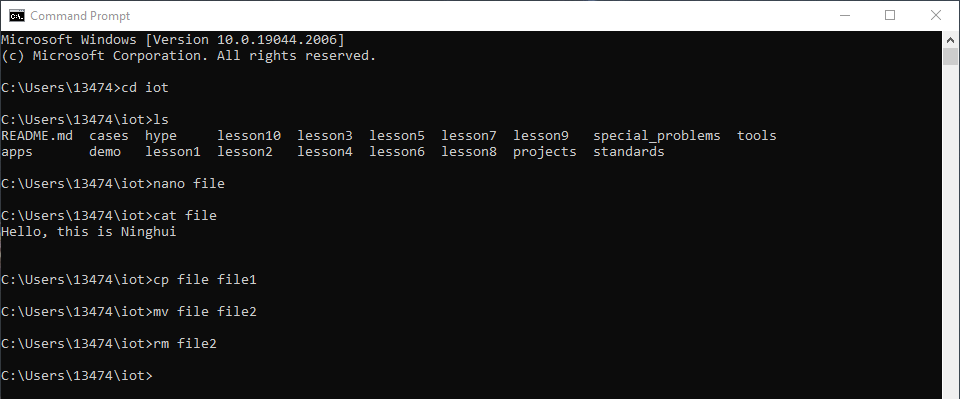 Command Prompt
Microsoft Windows [Version 10.0.19044.2006]
(c) Microsoft Corporation. All rights reserved.
C:\Users\13474>cd iot
C:\Users\13474\iot>ls
README.md  cases  hype     lesson10  lesson3  lesson5  lesson7  lesson9   special_problems  tools
apps       demo   lesson1  lesson2   lesson4  lesson6  lesson8  projects  standards
C:\Users\13474\iot>nano file
C:\Users\13474\iot>cat file
Hello, this is Ninghui
C:\Users\13474\iot>cp file file1
C:\Users\13474\iot>mv file file2
C:\Users\13474\iot>rm file2
C:\Users\13474\iot>